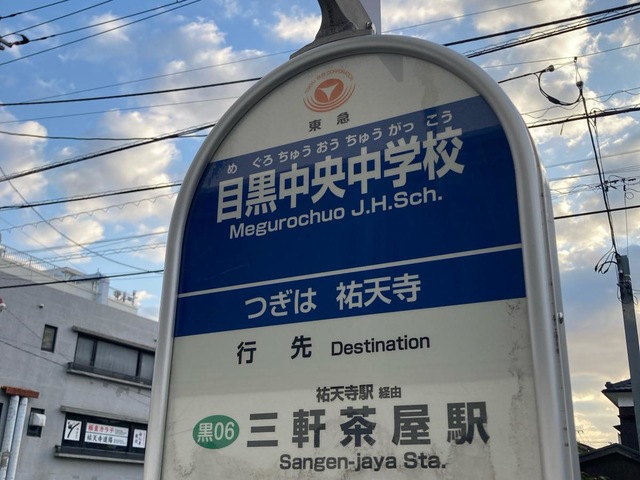 東急
めぐろちゅうおうちゅうがっこう
目黒中央中学校
Megurochuo J.H.Sch.
つぎは 祐天寺
行先 Destination
祐天寺駅 経由
黒06 三軒茶屋駅
Sangen-jaya Sta.